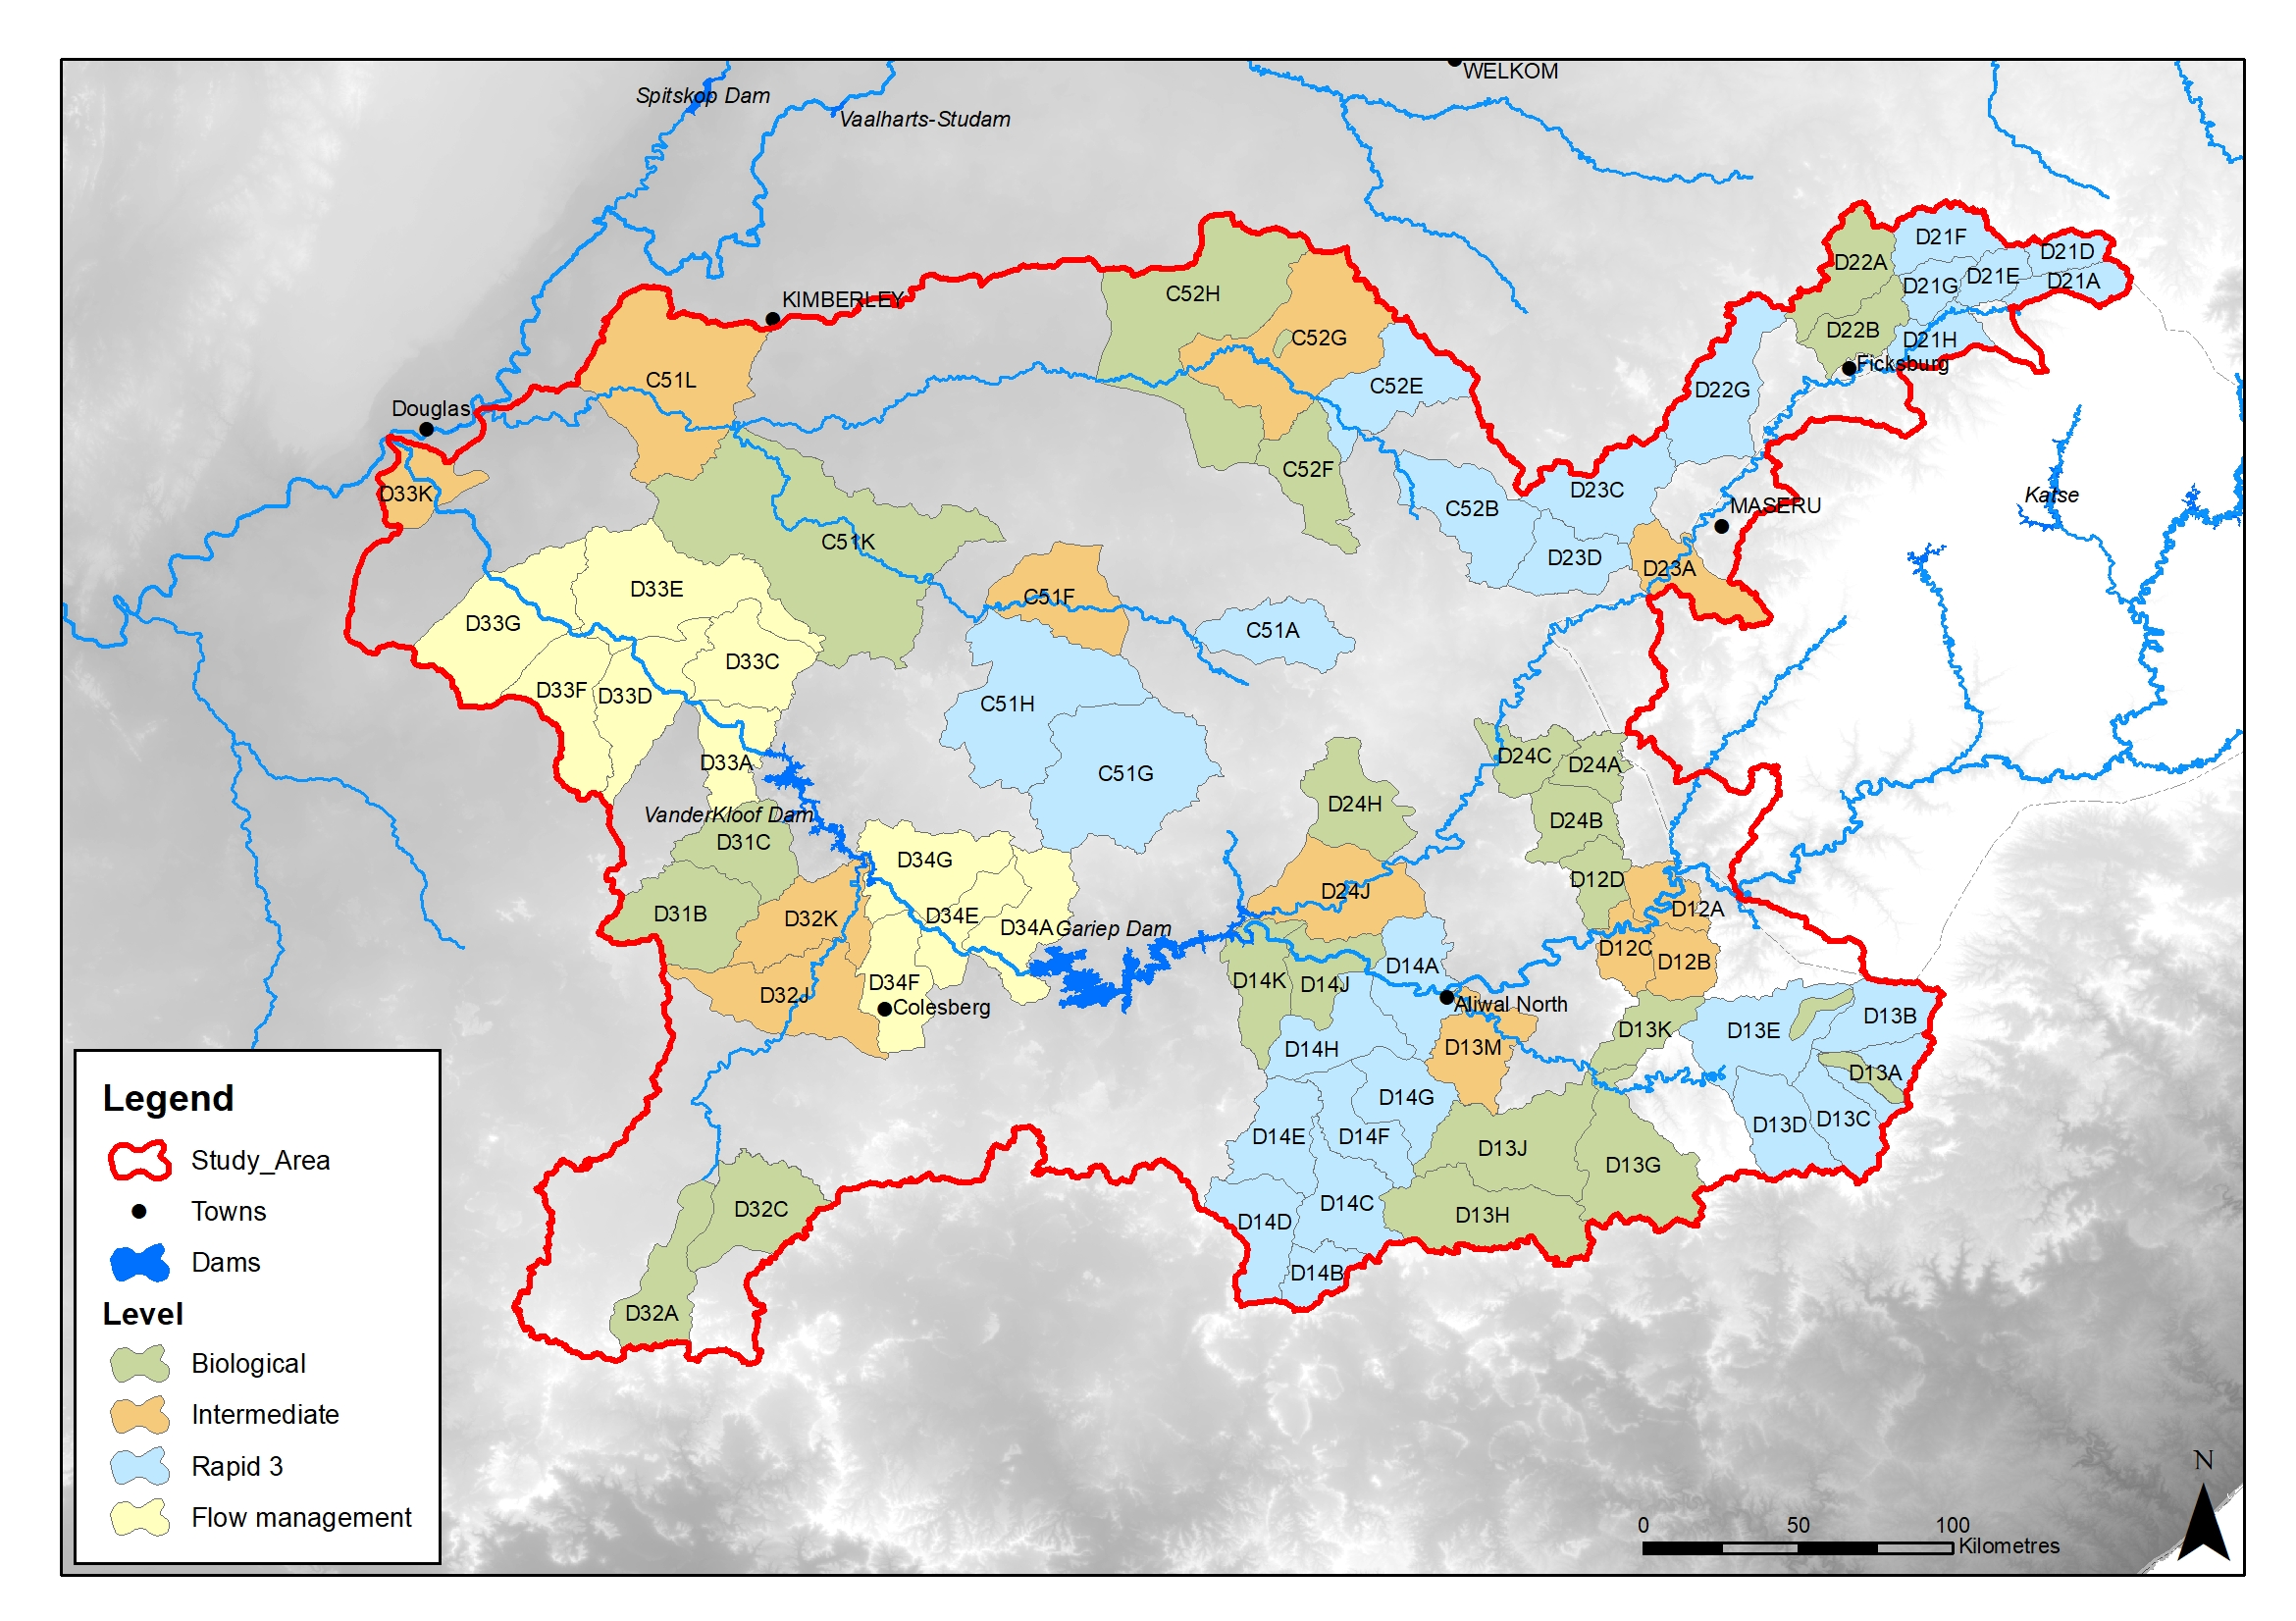 WELKOM
Spitskop Dam
Vaalharts-Studam
D21F
D21D
D22A
D21E
D21A
D21G
C52H
KIMBERLEY
D22B
C52G
D21H
Ficksburg
C51L
C52E
D22G
Douglas
C52F
D33K
D23C
Katse
MASERU
C52B
C51K
D23D
D23A
D33E
C51F
D33G
C51A
D33C
D33F
D33D
C51H
D24C
D33A
D24A
C51G
D24H
VanderKloof Dam
D24B
D31C
D34G
D12D
D24J
D31B
D32K
D34E
D12A
D34A
Gariep Dam
D12C
D12B
D14A
D34F
D14K
D14J
D32J
Colesberg
Aliwal North
D13B
D13K
D13E
D14H
D13M
D13A
D14G
D13C
D13D
D14E
D14F
D13J
D13G
D14C
D32C
D13H
D14D
D14B
D32A
Legend
Study_Area
Towns
Dams
Level
Biological
Intermediate
Rapid 3
Flow management
N
0 50 100
Kilometres